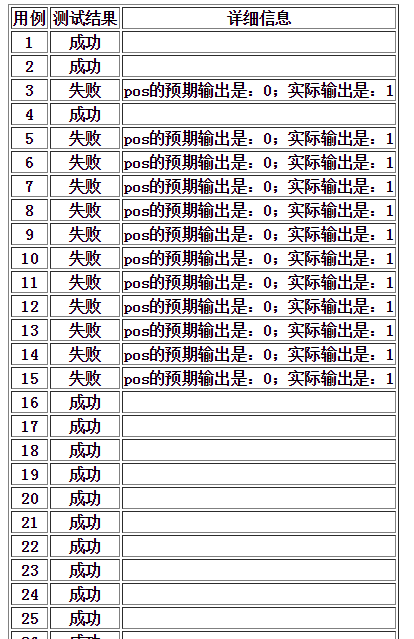 用例 测试结果 详细信息
1 成功
2 成功
3 失败 pos的预期输出是：0；实际输出是：1
4 成功
5 失败 pos的预期输出是：0；实际输出是：1
6 失败 pos的预期输出是：0；实际输出是：1
7 失败 pos的预期输出是：0；实际输出是：1
8 失败 pos的预期输出是：0；实际输出是：1
9 失败 pos的预期输出是：0；实际输出是：1
10 失败 pos的预期输出是：0；实际输出是：1
11 失败 pos的预期输出是：0；实际输出是：1
12 失败 pos的预期输出是：0；实际输出是：1
13 失败 pos的预期输出是：0；实际输出是：1
14 失败 pos的预期输出是：0；实际输出是：1
15 失败 pos的预期输出是：0；实际输出是：1
16 成功
17 成功
18 成功
19 成功
20 成功
21 成功
22 成功
23 成功
24 成功
25 成功